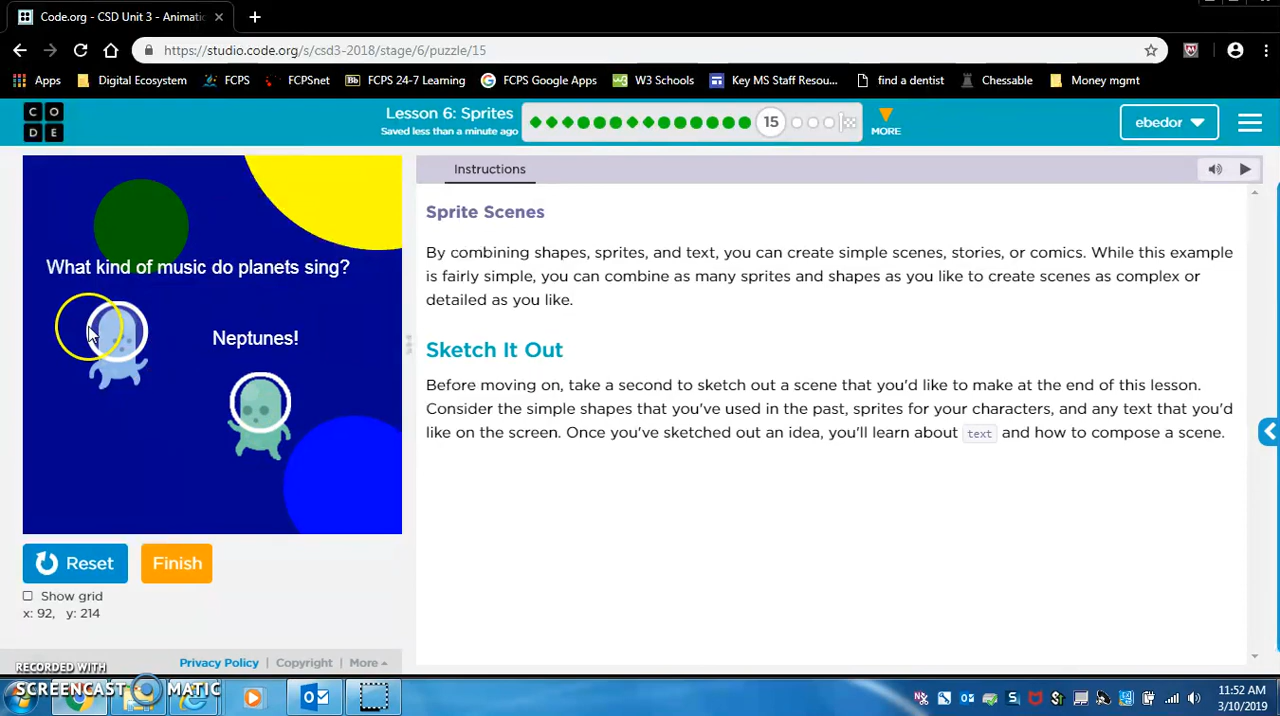 Code.org - CSD Unit 3 - Animatio
https://studio.code.org/s/csd3-2018/stage/6/puzzle/15
Apps Digital Ecosystem FCPS FCPSnet Bb FCPS 24-7 Learning FCPS Google Apps W3 Schools Key MS Staff Resou... find a dentist Chessable Money mgmt
C O
D E
Lesson 6: Sprites
Saved less than a minute ago
15
MORE
ebedor
Instructions
What kind of music do planets sing?
Neptunes!
Sprite Scenes
By combining shapes, sprites, and text, you can create simple scenes, stories, or comics. While this example
is fairly simple, you can combine as many sprites and shapes as you like to create scenes as complex or
detailed as you like.
Sketch It Out
Before moving on, take a second to sketch out a scene that you'd like to make at the end of this lesson.
Consider the simple shapes that you've used in the past, sprites for your characters, and any text that you'd
like on the screen. Once you've sketched out an idea, you'll learn about text and how to compose a scene.
Reset Finish
Show grid
x: 92, y: 214
Privacy Policy | Copyright | More
RECORDED WITH
SCREENCAST MATIC
11:52 AM
3/10/2019